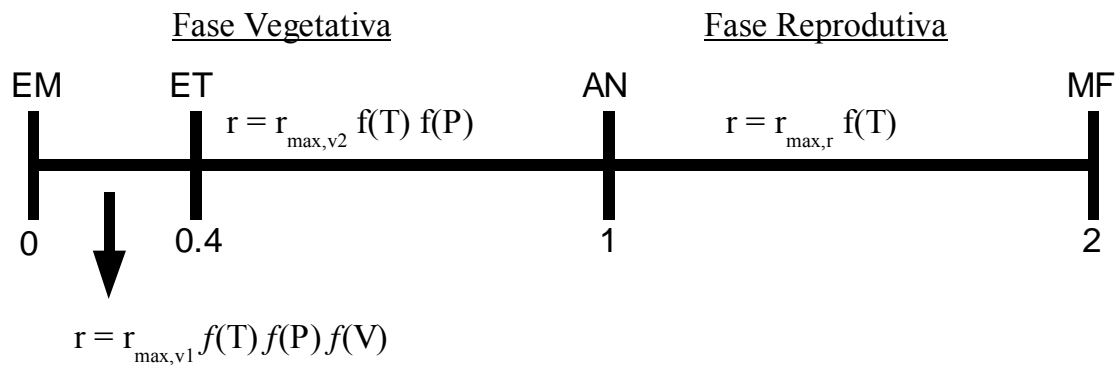 Fase Vegetativa Fase Reprodutiva
EM ET AN MF
r = r_max,v2 f(T) f(P) r = r_max,r f(T)
0 0.4 1 2
r = r_max,v1 f(T) f(P) f(V)